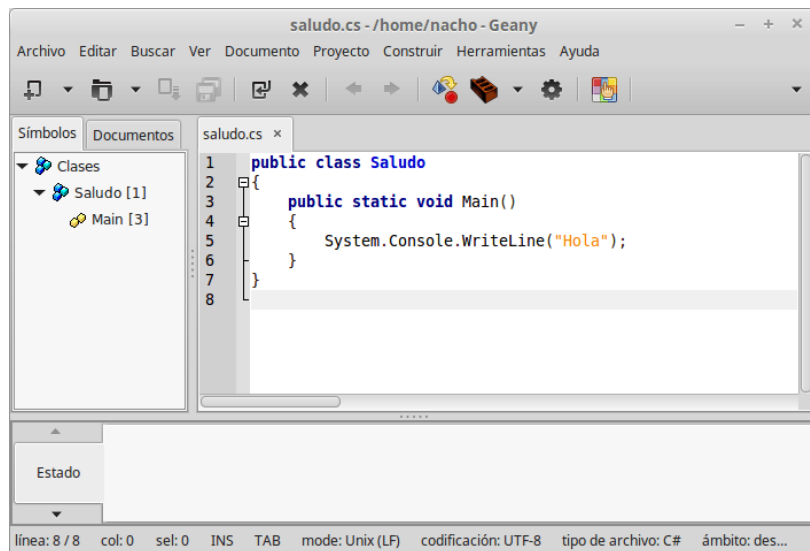 saludo.cs - /home/nacho - Geany
Archivo Editar Buscar Ver Documento Proyecto Construir Herramientas Ayuda
Símbolos Documentos
Clases
Saludo [1]
Main [3]
saludo.cs ×
1 public class Saludo
2 {
3 public static void Main()
4 {
5 System.Console.WriteLine("Hola");
6 }
7 }
8
Estado
línea: 8 / 8 col: 0 sel: 0 INS TAB mode: Unix (LF) codificación: UTF-8 tipo de archivo: C# ámbito: des...